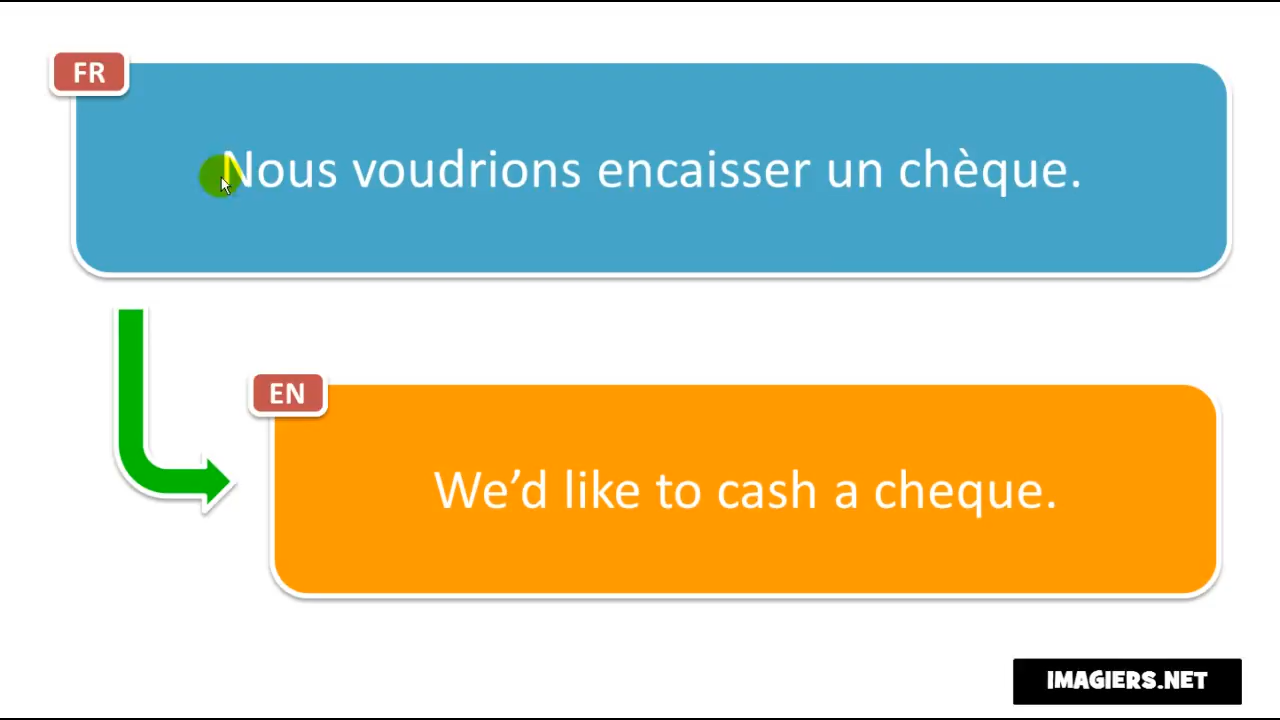 FR
Nous voudrions encaisser un chèque.
EN
We’d like to cash a cheque.
IMAGIERS.NET